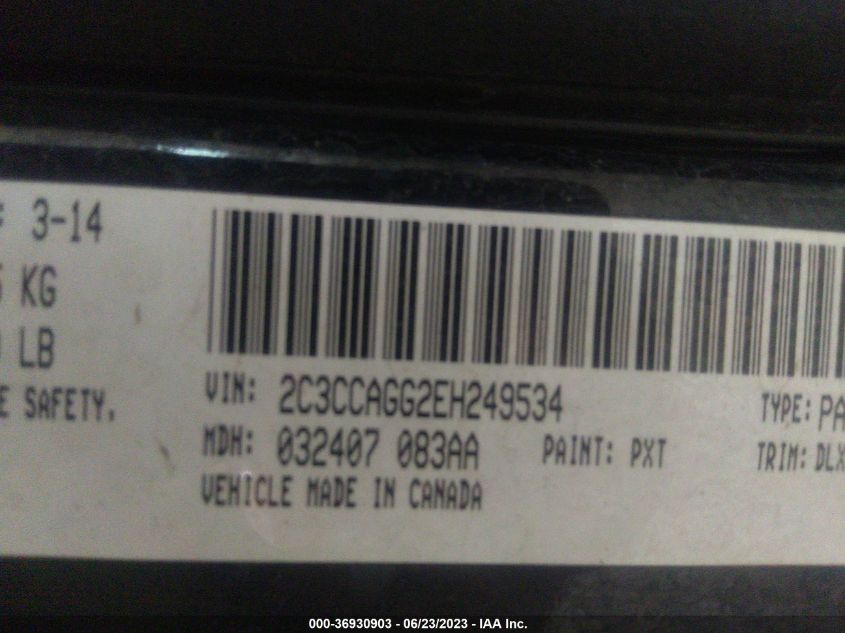 3-14
KG
LB
SAFETY.
VIN: 2C3CCAGG2EH249534 TYPE: PA
MDH: 032407 083AA PAINT: PXT TRIM: DLX
VEHICLE MADE IN CANADA
000-36930903 - 06/23/2023 - IAA Inc.